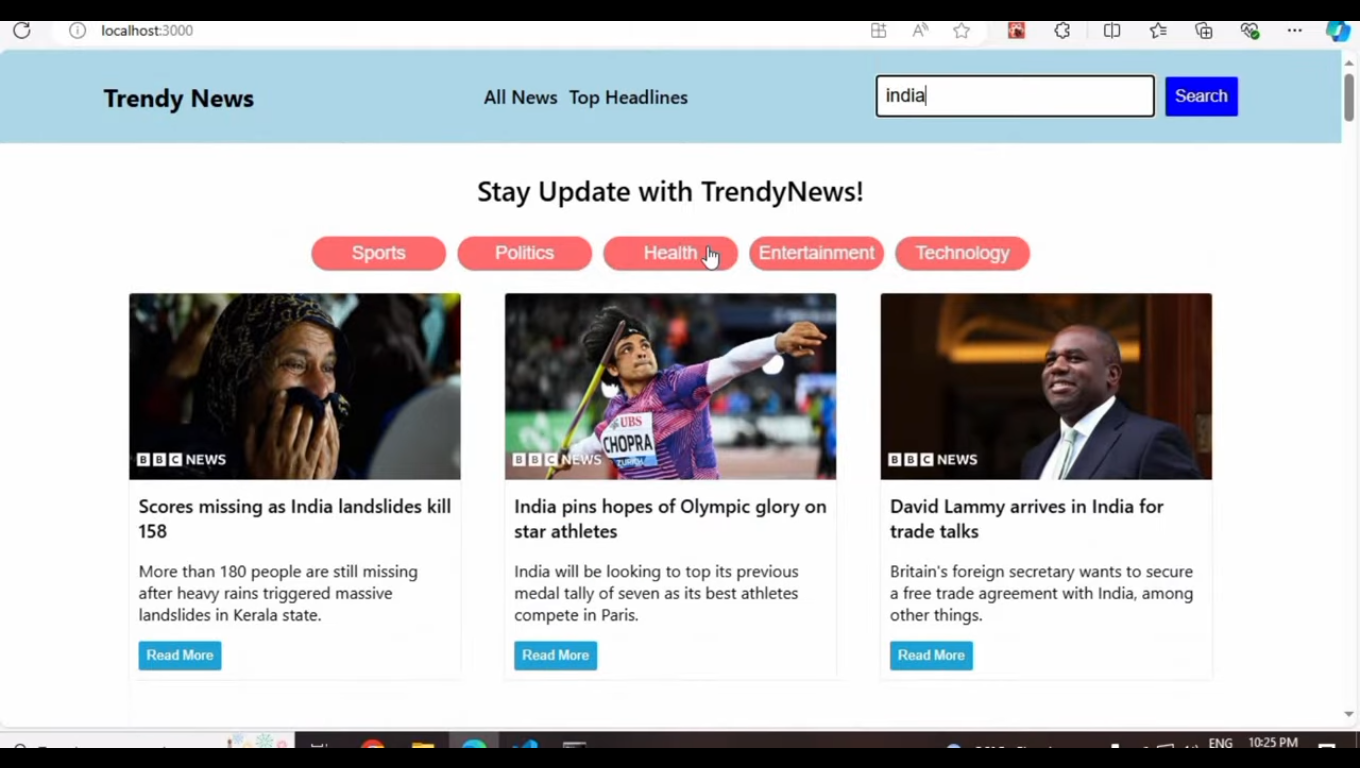 localhost:3000
Trendy News
All News Top Headlines
india
Search
Stay Update with TrendyNews!
Sports
Politics
Health
Entertainment
Technology
BBC NEWS
UBS
CHOPRA
BBC NEWS
BBC NEWS
Scores missing as India landslides kill
158
More than 180 people are still missing
after heavy rains triggered massive
landslides in Kerala state.
Read More
India pins hopes of Olympic glory on
star athletes
India will be looking to top its previous
medal tally of seven as its best athletes
compete in Paris.
Read More
David Lammy arrives in India for
trade talks
Britain's foreign secretary wants to secure
a free trade agreement with India, among
other things.
Read More
ENG
10:25 PM